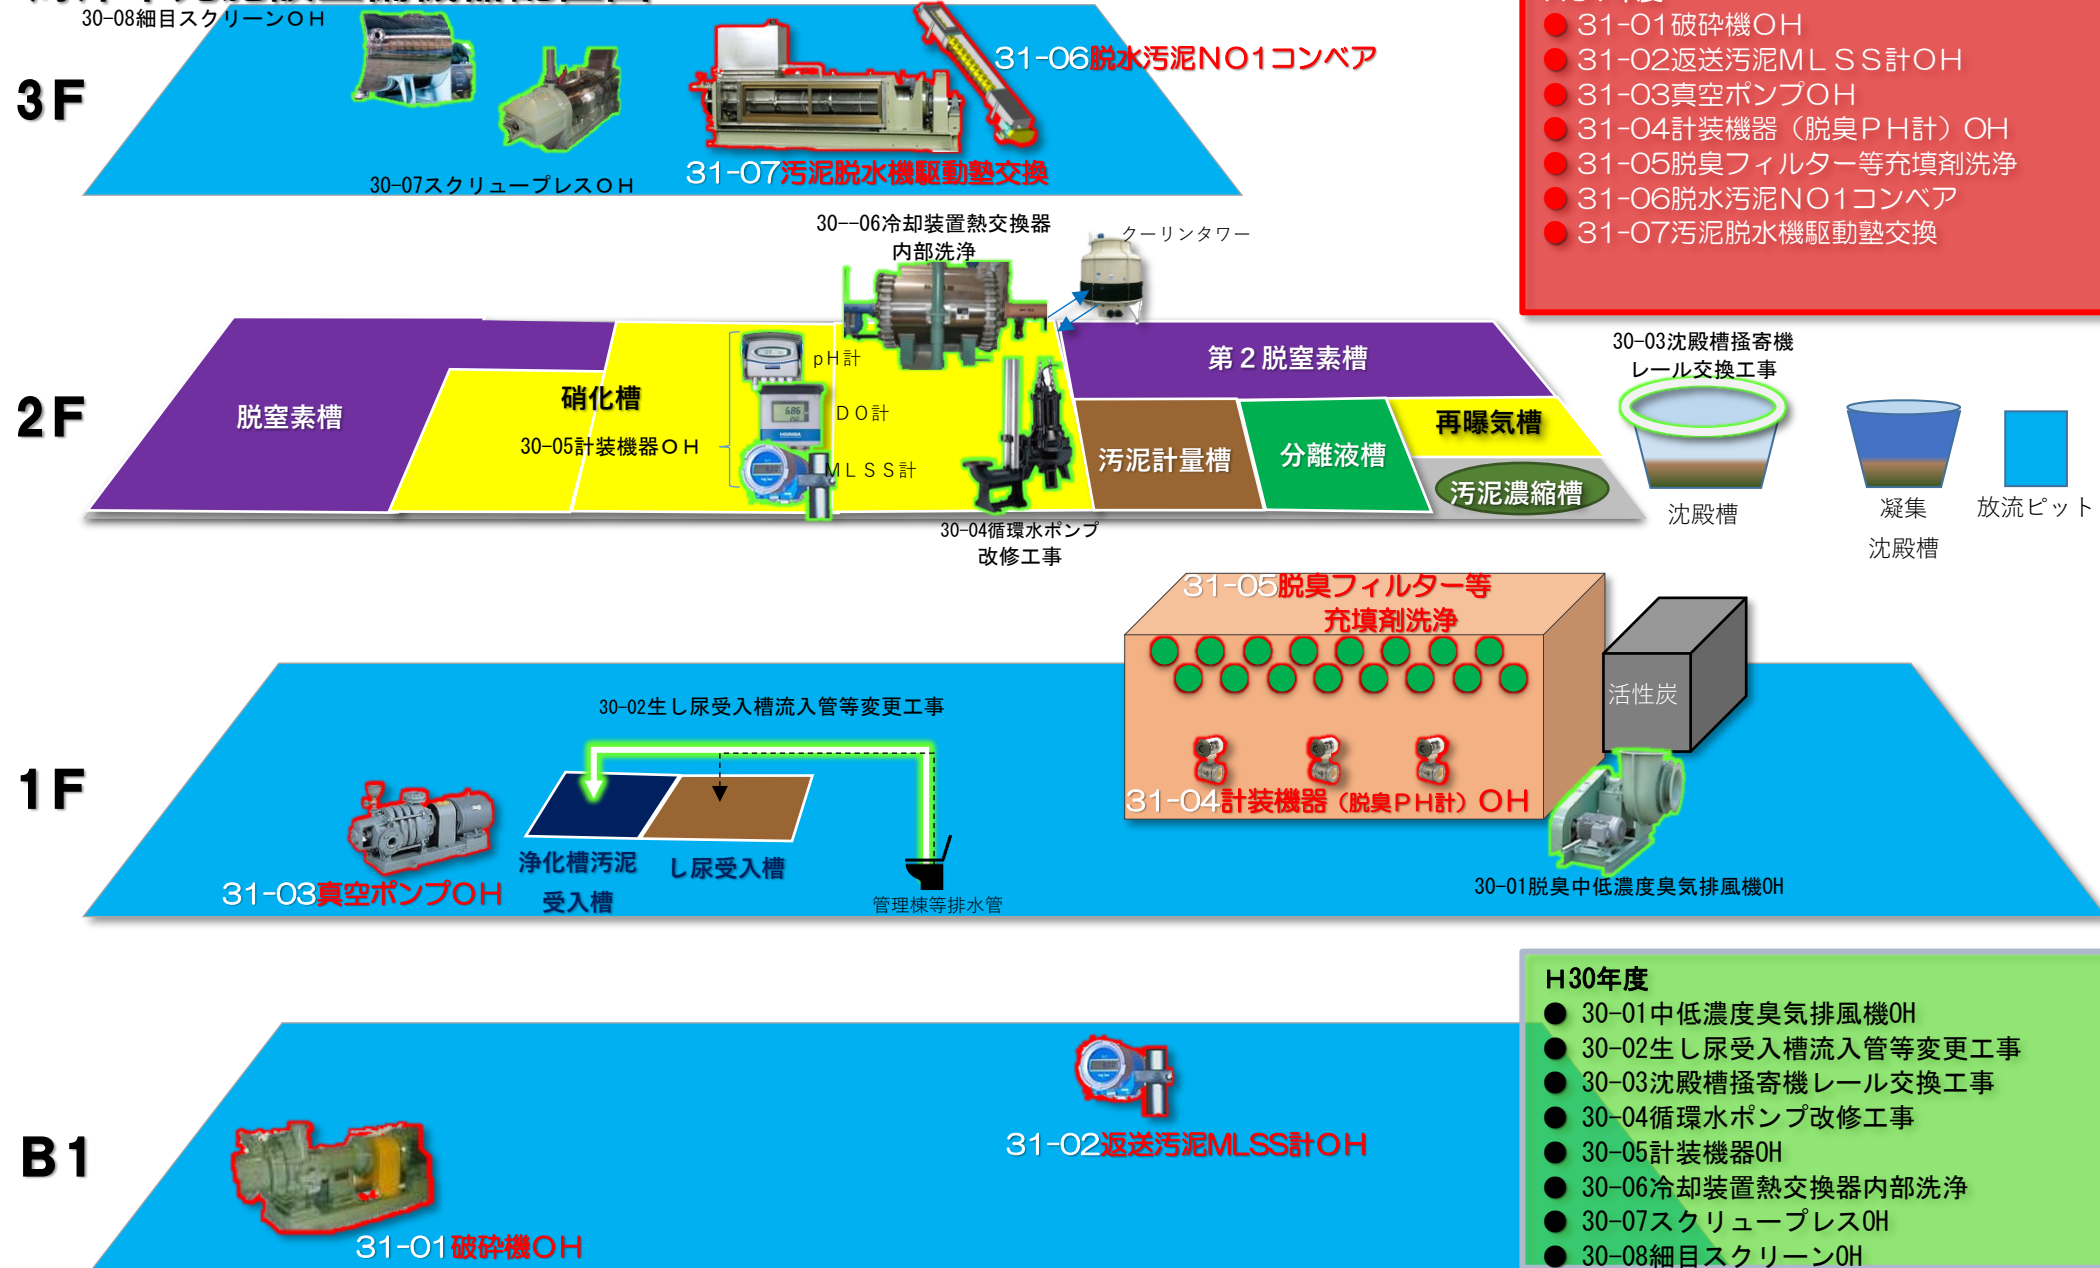 30-08細目スクリーンOH
3F
31-06脱水汚泥NO1コンベア
31-07汚泥脱水機駆動塾交換
30-07スクリュープレスOH
● 31-01破砕機OH
● 31-02返送汚泥MLSS計OH
● 31-03真空ポンプOH
● 31-04計装機器（脱臭PH計）OH
● 31-05脱臭フィルター等充填剤洗浄
● 31-06脱水汚泥NO1コンベア
● 31-07汚泥脱水機駆動塾交換
30--06冷却装置熱交換器
内部洗浄
クーリンタワー
2F
脱窒素槽
硝化槽
30-05計装機器OH
pH計
DO計
MLSS計
30-04循環水ポンプ
改修工事
第２脱窒素槽
汚泥計量槽
分離液槽
再曝気槽
汚泥濃縮槽
30-03沈殿槽掻寄機
レール交換工事
沈殿槽
凝集
沈殿槽
放流ピット
1F
31-05脱臭フィルター等
充填剤洗浄
31-04計装機器（脱臭PH計）OH
活性炭
30-01脱臭中低濃度臭気排風機OH
30-02生し尿受入槽流入管等変更工事
浄化槽汚泥
受入槽
し尿受入槽
管理棟等排水管
31-03真空ポンプOH
B1
31-01破砕機OH
31-02返送汚泥MLSS計OH
H30年度
● 30-01中低濃度臭気排風機OH
● 30-02生し尿受入槽流入管等変更工事
● 30-03沈殿槽掻寄機レール交換工事
● 30-04循環水ポンプ改修工事
● 30-05計装機器OH
● 30-06冷却装置熱交換器内部洗浄
● 30-07スクリュープレスOH
● 30-08細目スクリーンOH